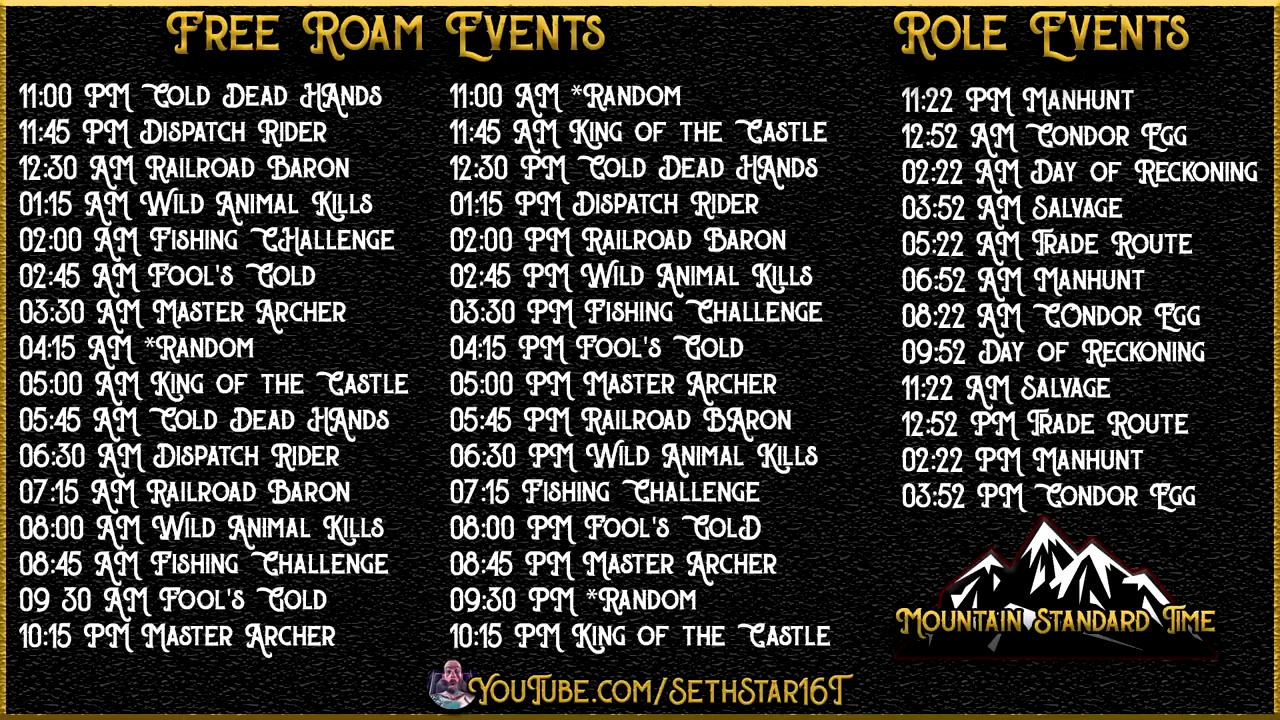 Free Roam Events
11:00 PM Cold Dead Hands
11:45 PM Dispatch Rider
12:30 AM Railroad Baron
01:15 AM Wild Animal Kills
02:00 AM Fishing Challenge
02:45 AM Fool's Gold
03:30 AM Master Archer
04:15 AM *Random
05:00 AM King of the Castle
05:45 AM Cold Dead Hands
06:30 AM Dispatch Rider
07:15 AM Railroad Baron
08:00 AM Wild Animal Kills
08:45 AM Fishing Challenge
09 30 AM Fool's Gold
10:15 PM Master Archer
11:00 AM *Random
11:45 AM King of the Castle
12:30 PM Cold Dead Hands
01:15 PM Dispatch Rider
02:00 PM Railroad Baron
02:45 PM Wild Animal Kills
03:30 PM Fishing Challenge
04:15 PM Fool's Gold
05:00 PM Master Archer
05:45 PM Railroad Baron
06:30 PM Wild Animal Kills
07:15 Fishing Challenge
08:00 PM Fool's Gold
08:45 PM Master Archer
09:30 PM *Random
10:15 PM King of the Castle
Role Events
11:22 PM Manhunt
12:52 AM Condor Egg
02:22 AM Day of Reckoning
03:52 AM Salvage
05:22 AM Trade Route
06:52 AM Manhunt
08:22 AM Condor Egg
09:52 Day of Reckoning
11:22 AM Salvage
12:52 PM Trade Route
02:22 PM Manhunt
03:52 PM Condor Egg
Mountain Standard Time
YouTube.com/SethStar16T